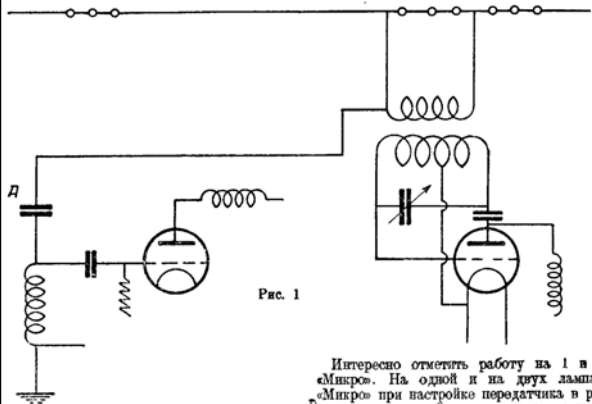 Д
Рис. 1
Интересно отметить работу на 1 и
«Микро». На одной и на двух лампа
«Микро» при настройке передатчика в р